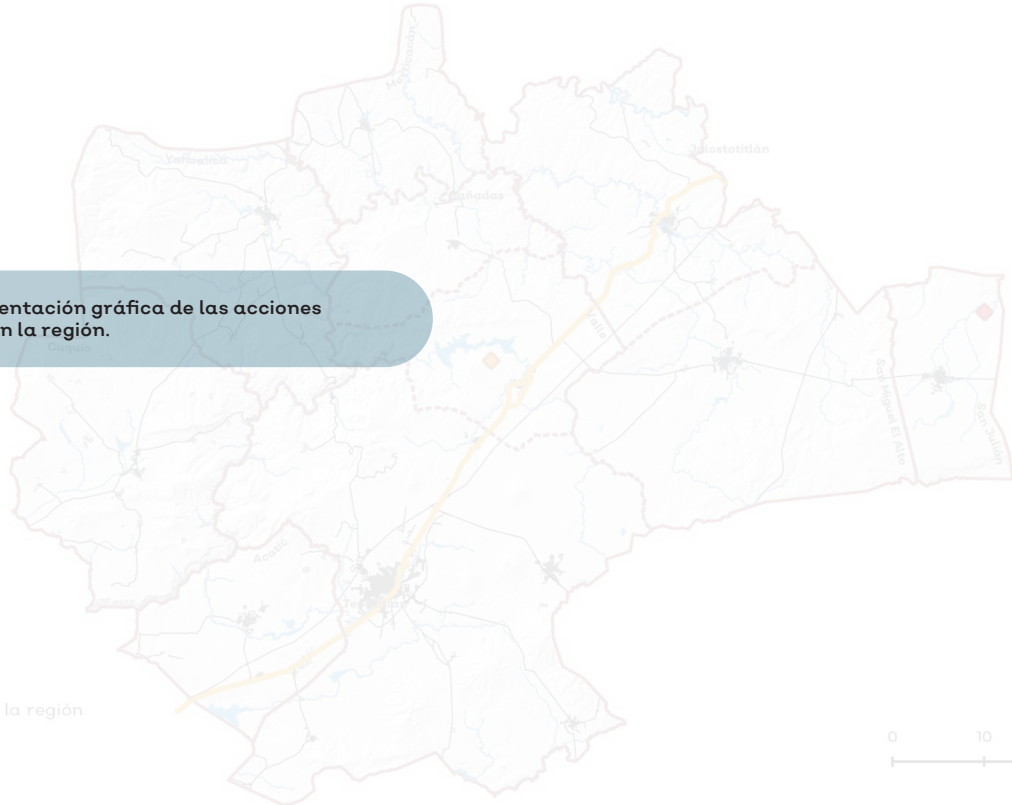 Mexticacán
Jalostotitlán
Yahualica
Cañadas
entación gráfica de las acciones
n la región.
Valle
Cuquío
San Miguel El Alto
San Julián
Acatic
la región
0 10